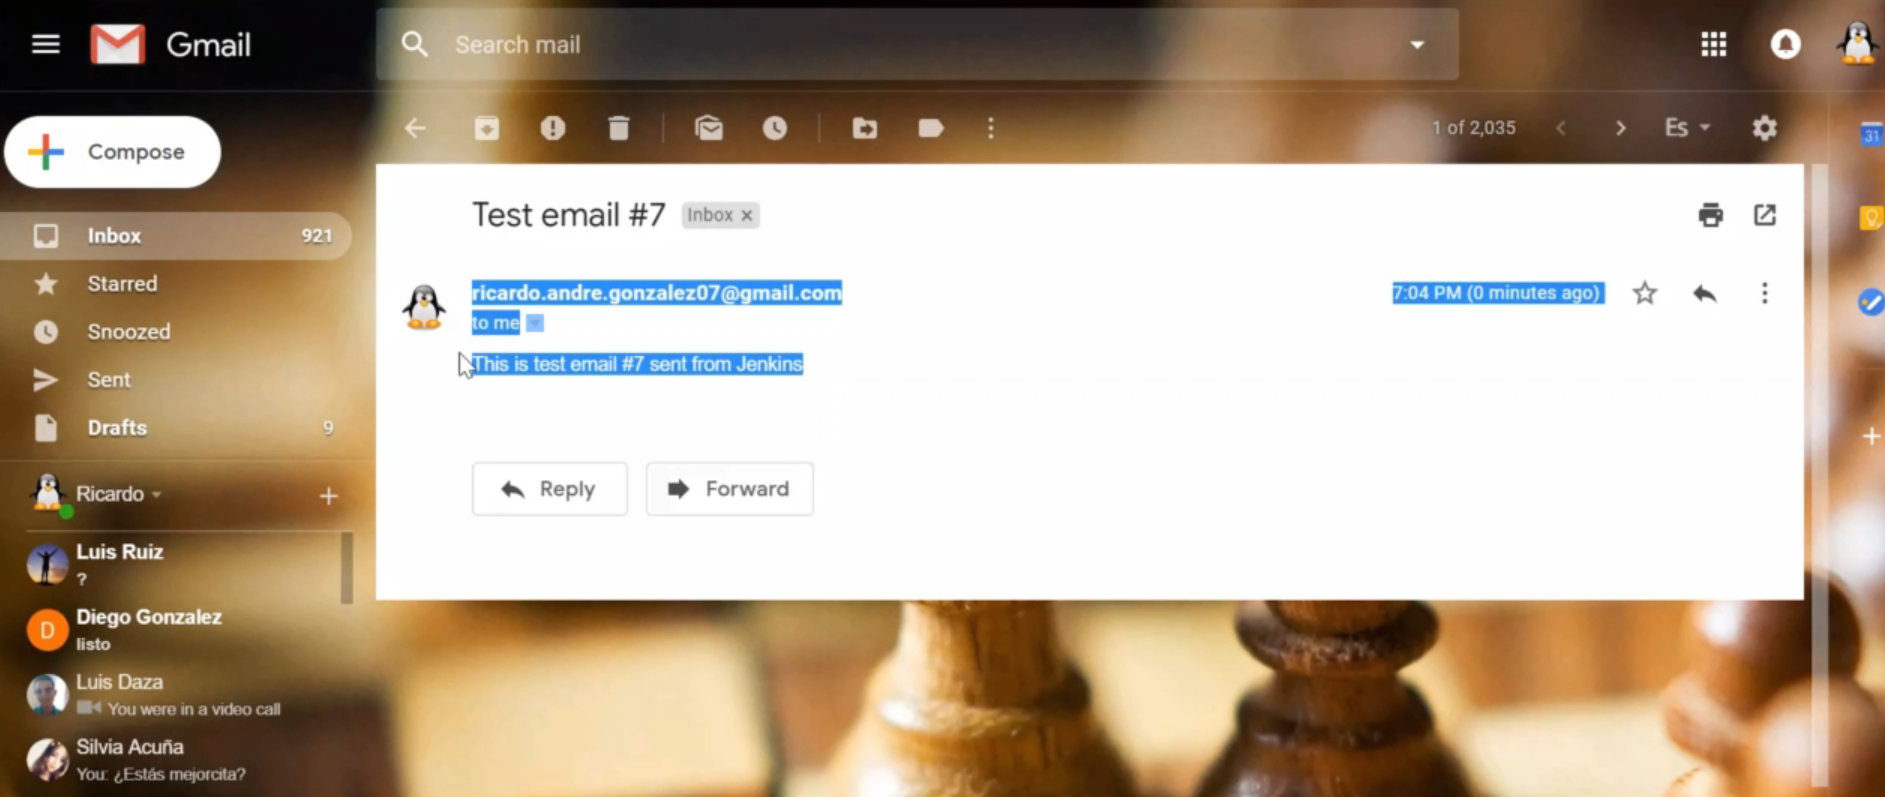 Gmail
Search mail
Compose
1 of 2,035
Es
31
Inbox 921
Starred
Snoozed
Sent
Drafts 9
Ricardo
Luis Ruiz
?
Diego Gonzalez
D
listo
Luis Daza
You were in a video call
Silvia Acuña
You: ¿Estás mejorcita?
Test email #7 Inbox x
ricardo.andre.gonzalez07@gmail.com 7:04 PM (0 minutes ago)
to me
This is test email #7 sent from Jenkins
Reply Forward